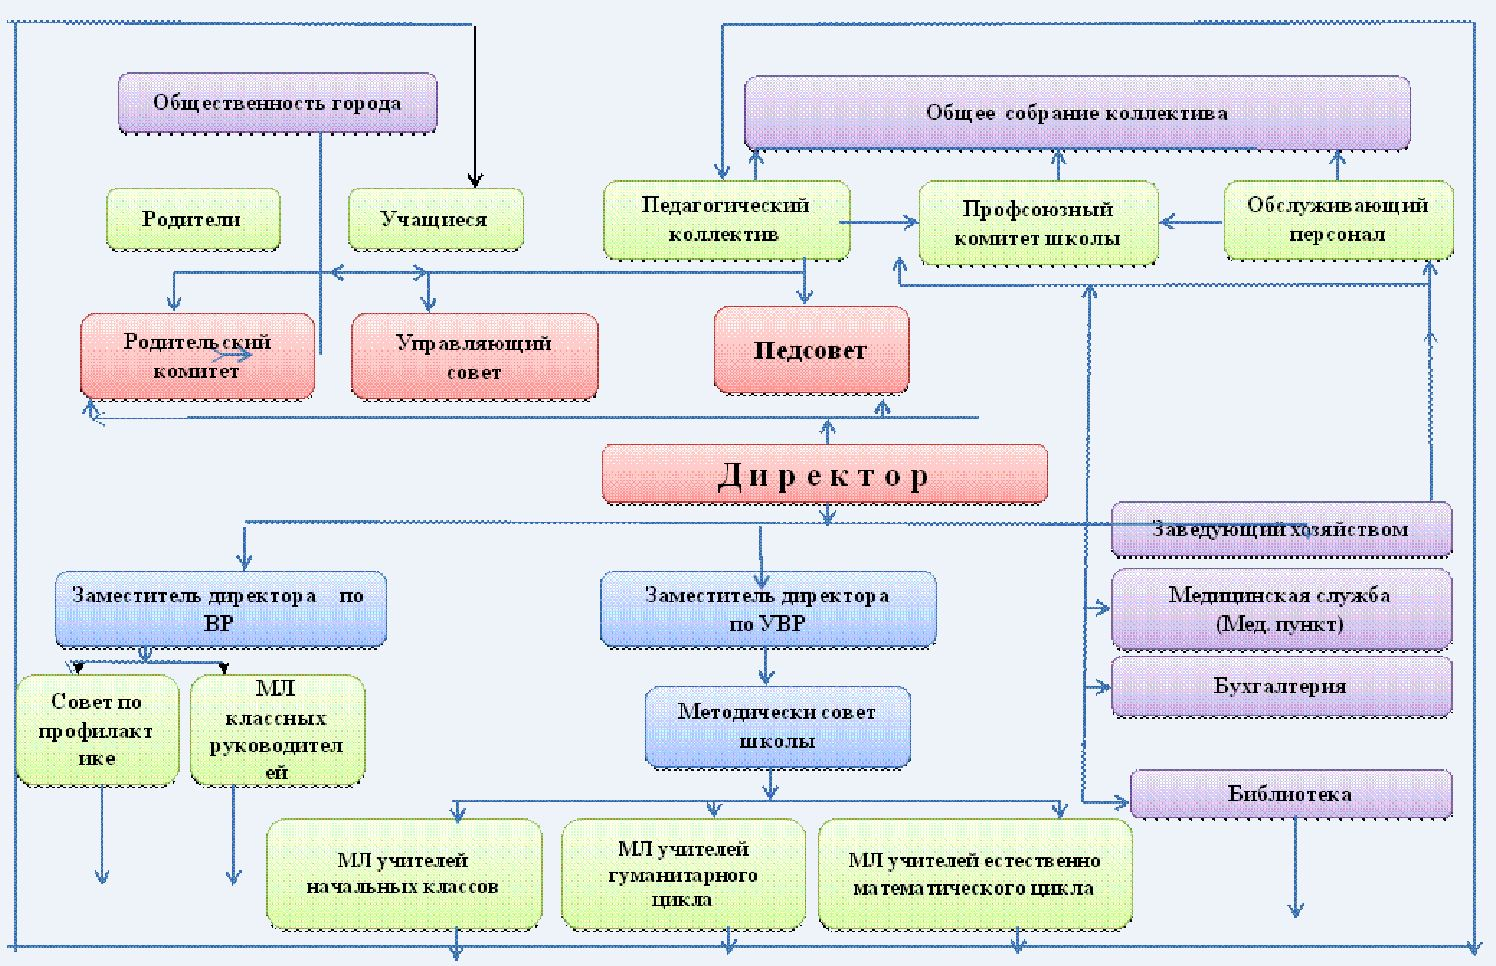 Общественность города
Общее собрание коллектива
Родители
Учащиеся
Педагогический
коллектив
Профсоюзный
комитет школы
Обслуживающий
персонал
Родительский
комитет
Управляющий
совет
Педсовет
Директор
Заведующий хозяйством
Заместитель директора по
ВР
Заместитель директора
по УВР
Медицинская служба
(Мед. пункт)
Бухгалтерия
Совет по
профилакт
ике
МЛ
классных
руководител
ей
Методически совет
школы
Библиотека
МЛ учителей
начальных классов
МЛ учителей
гуманитарного
цикла
МЛ учителей естественно
математического цикла